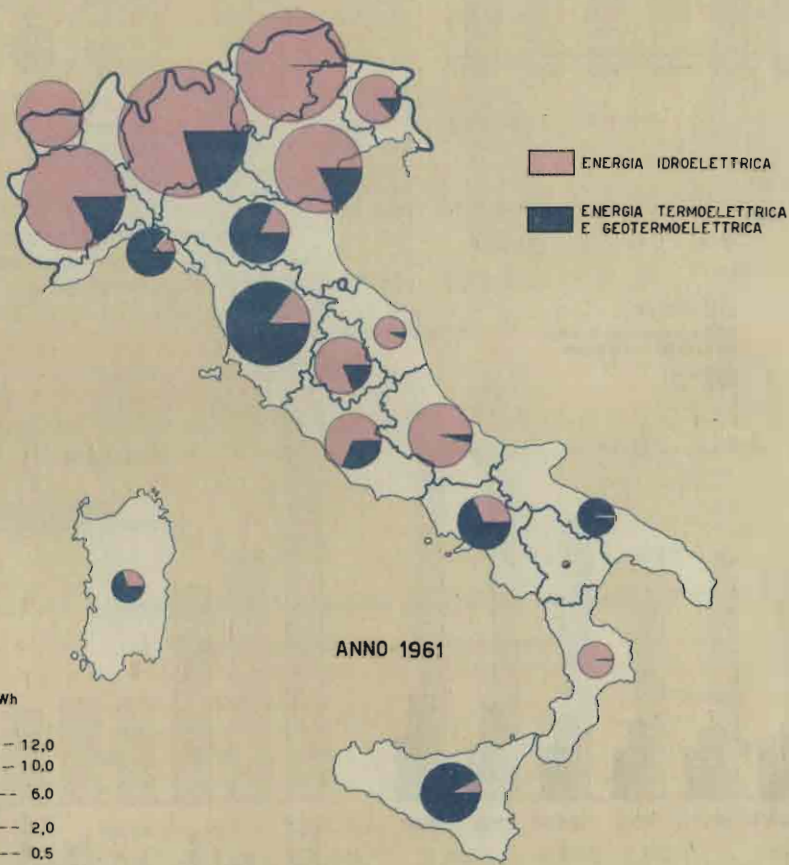 ENERGIA IDROELETTRICA
ENERGIA TERMOELETTRICA
E GEOTERMOELETTRICA
ANNO 1961
Wh
12,0
10,0
6.0
2,0
0,5